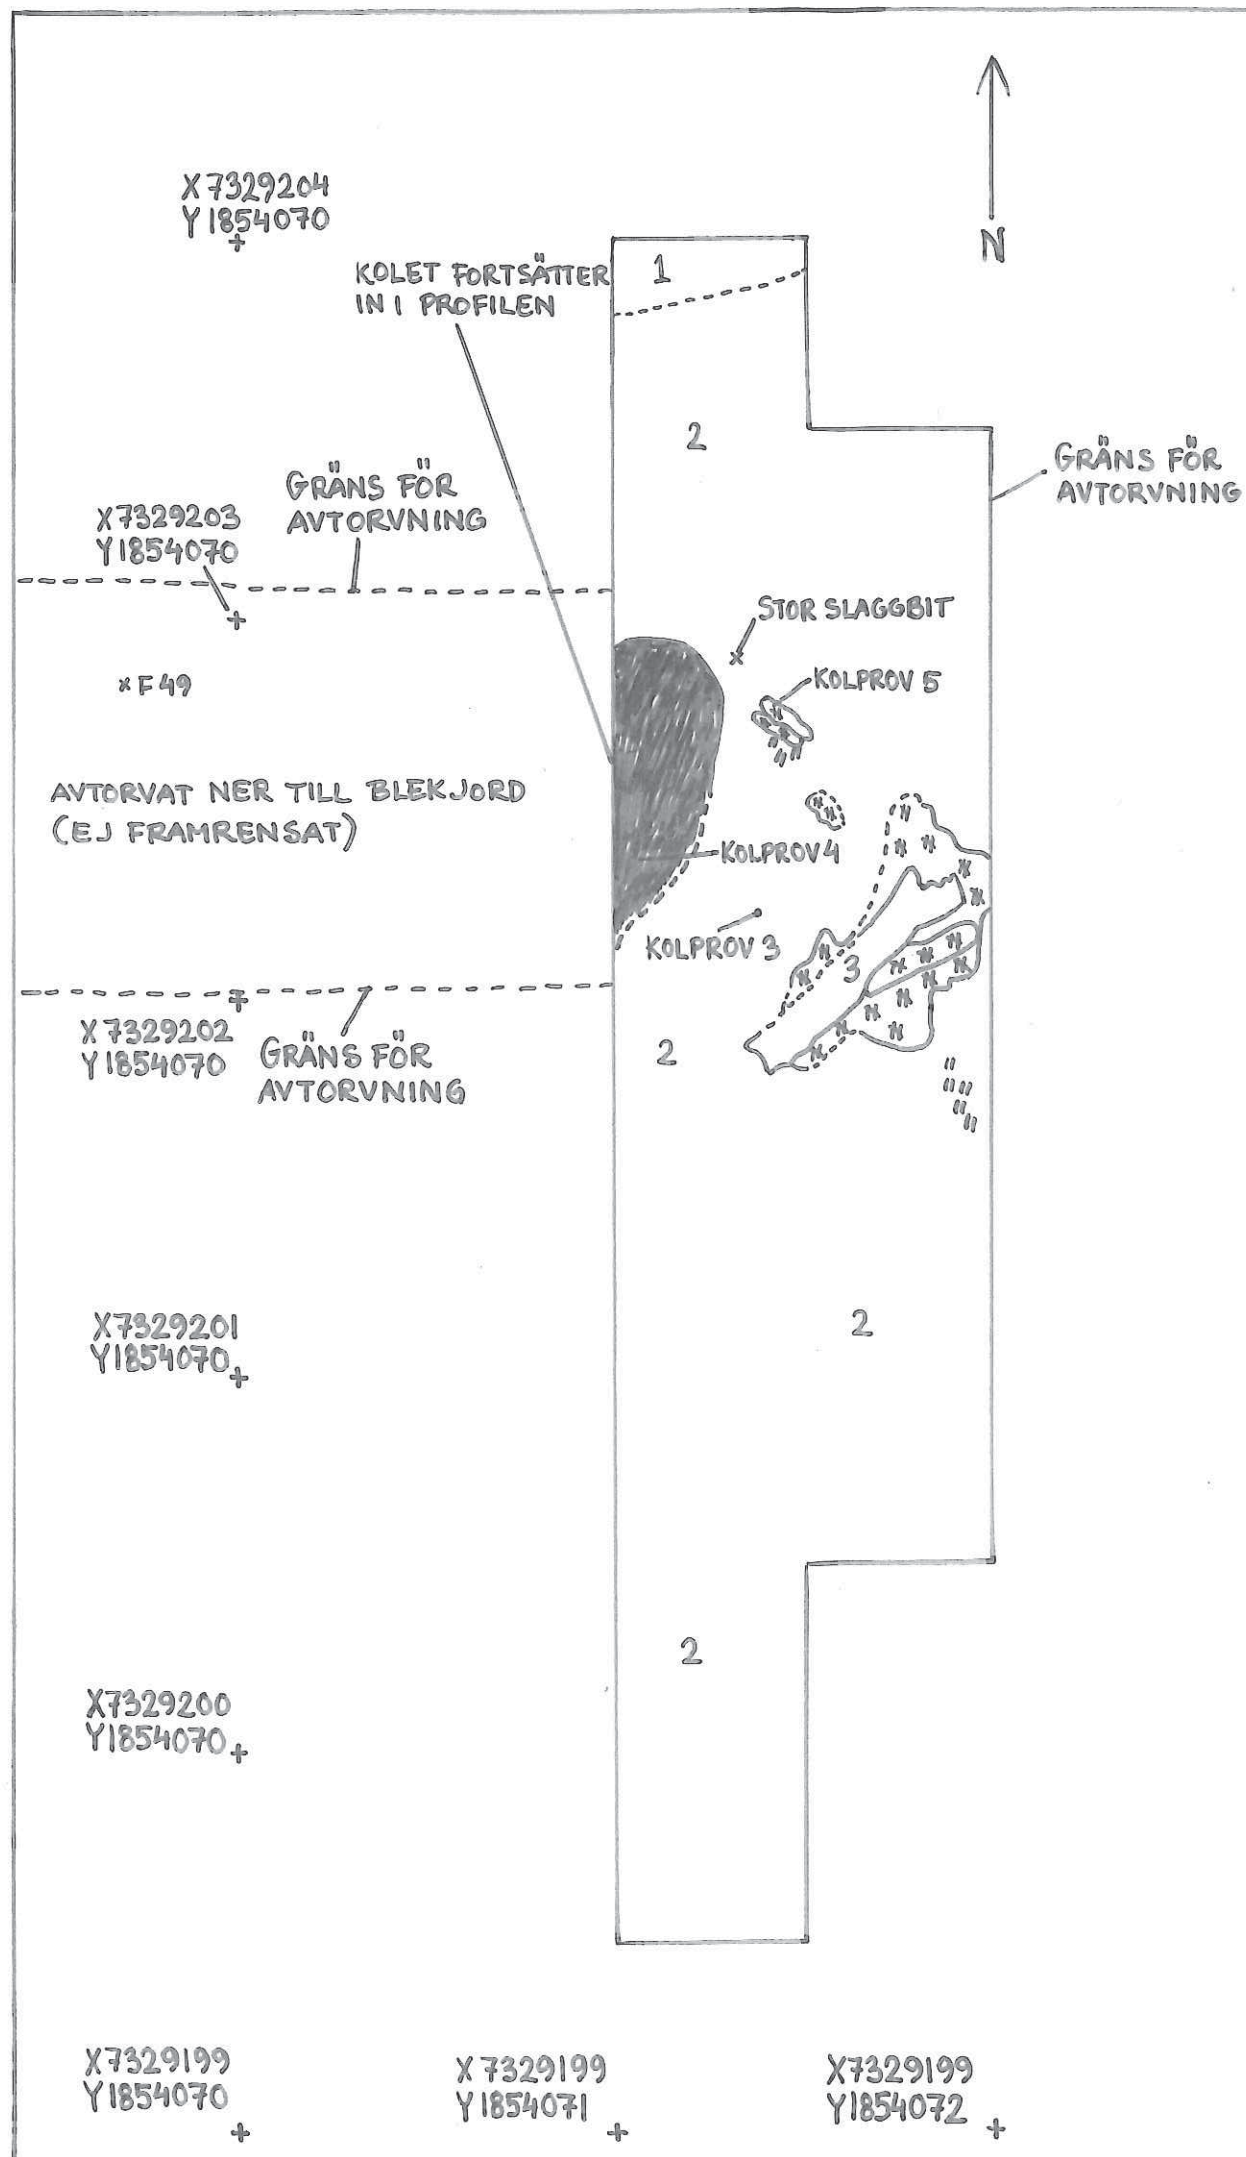 X7329204
Y1854070
N
KOLET FORTSÄTTER
IN I PROFILEN
1
2
GRÄNS FÖR
AVTORVNING
GRÄNS FÖR
AVTORVNING
X7329203
Y1854070
STOR SLAGGBIT
F49
KOLPROV 5
AVTORVAT NER TILL BLEKJORD
(EJ FRAMRENSAT)
KOLPROV 4
KOLPROV 3
3
X7329202
Y1854070
GRÄNS FÖR
AVTORVNING
2
X7329201
Y1854070
2
2
X7329200
Y1854070
X7329199
Y1854070
X7329199
Y1854071
X7329199
Y1854072